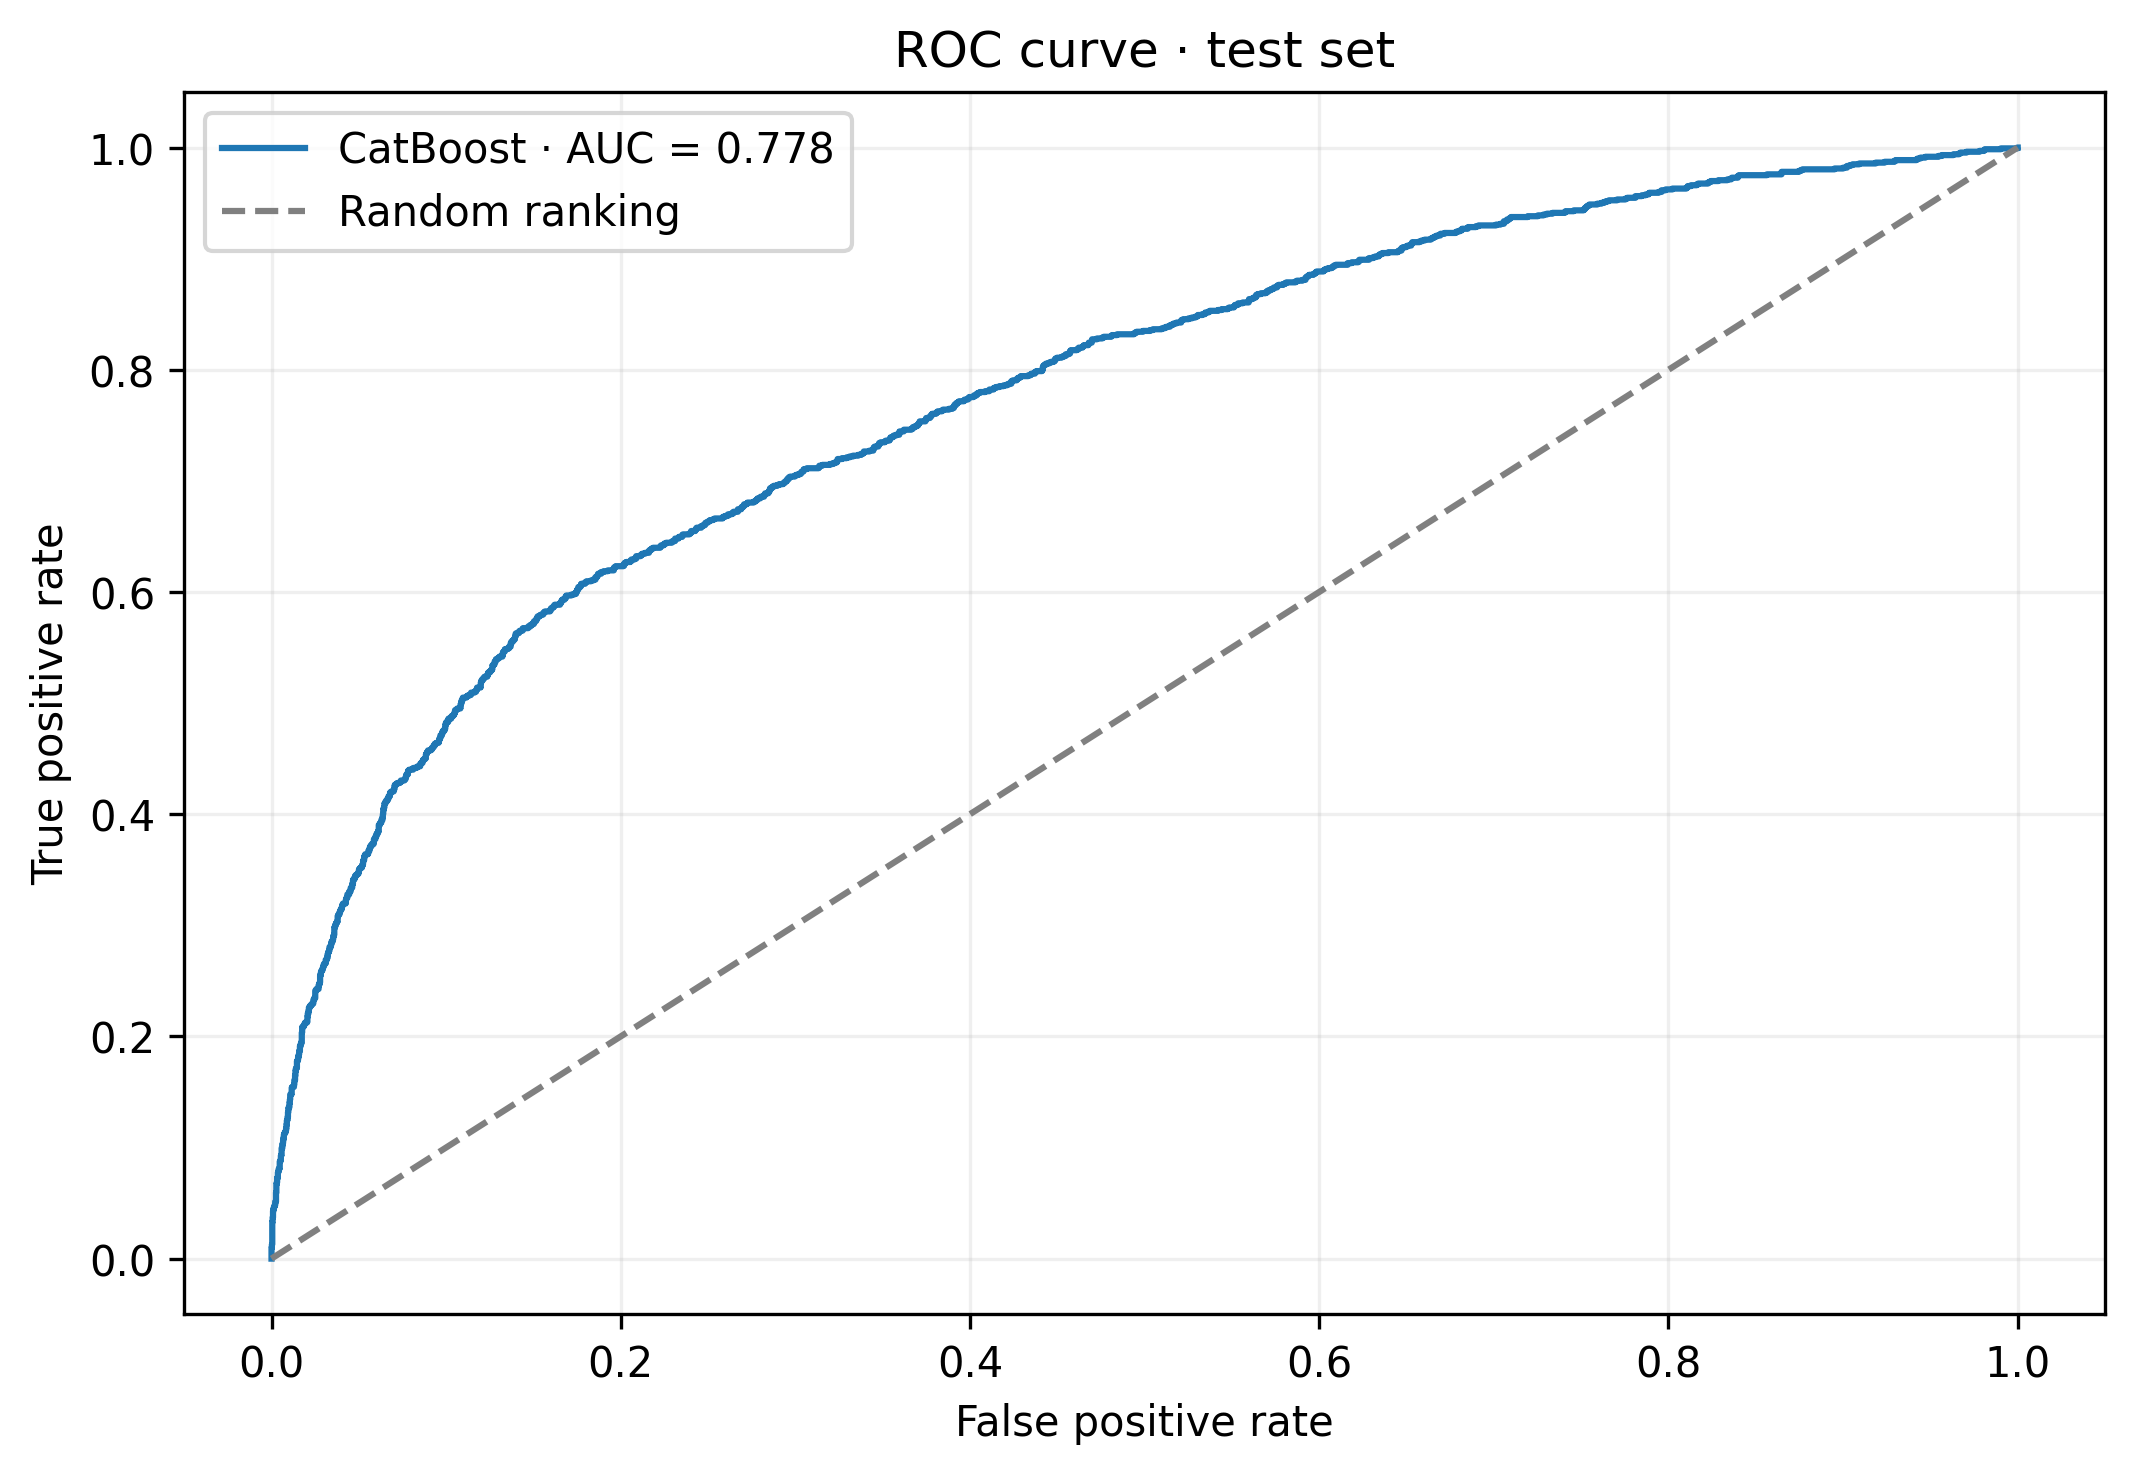 ROC curve · test set
CatBoost · AUC = 0.778
Random ranking
True positive rate
1.0
0.8
0.6
0.4
0.2
0.0
0.0 0.2 0.4 0.6 0.8 1.0
False positive rate